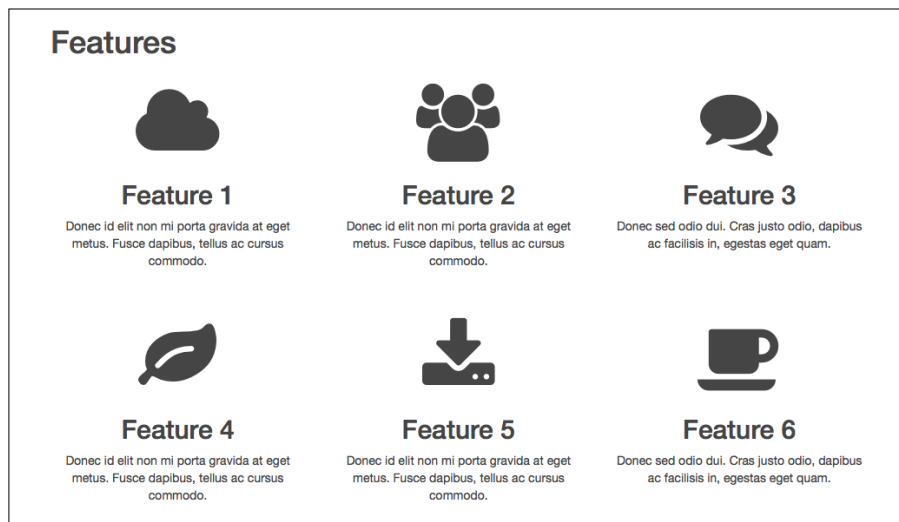 Features
Feature 1
Donec id elit non mi porta gravida at eget
metus. Fusce dapibus, tellus ac cursus
commodo.
Feature 2
Donec id elit non mi porta gravida at eget
metus. Fusce dapibus, tellus ac cursus
commodo.
Feature 3
Donec sed odio dui. Cras justo odio, dapibus
ac facilisis in, egestas eget quam.
Feature 4
Donec id elit non mi porta gravida at eget
metus. Fusce dapibus, tellus ac cursus
commodo.
Feature 5
Donec id elit non mi porta gravida at eget
metus. Fusce dapibus, tellus ac cursus
commodo.
Feature 6
Donec sed odio dui. Cras justo odio, dapibus
ac facilisis in, egestas eget quam.